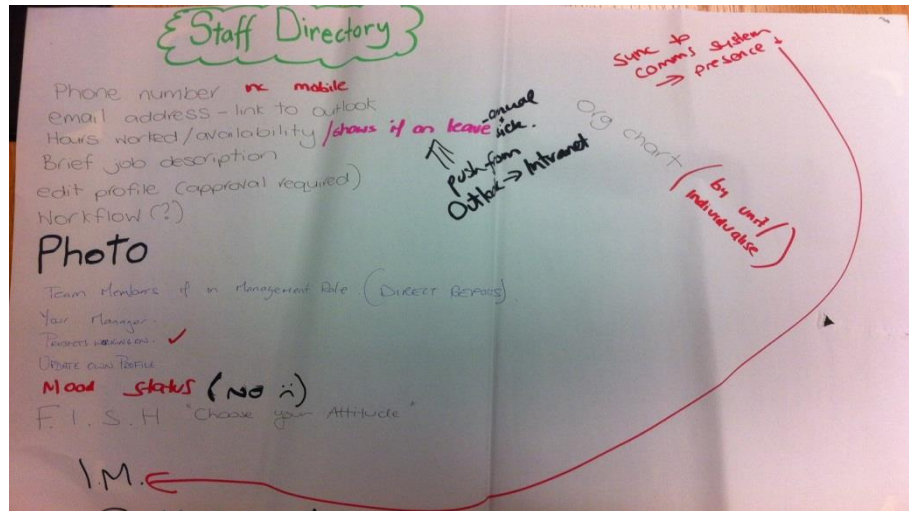 Staff Directory
Phone number inc mobile
email address - link to outlook
Hours worked/availability /shows if on leave - annual
sick.
push from
Outlook → Intranet
Brief job description
edit profile (approval required)
Workflow (?)
Photo
Team Members if in Management Role (DIRECT REPORTS)
Your Manager.
PROJECTS WORKING ON. ✓
UPDATE OWN PROFILE
Mood status (NO :()
F.I.S.H "Choose your Attitude"
I.M.
sync to
comms system
→ presence
Org chart
(by unit/
individualise)